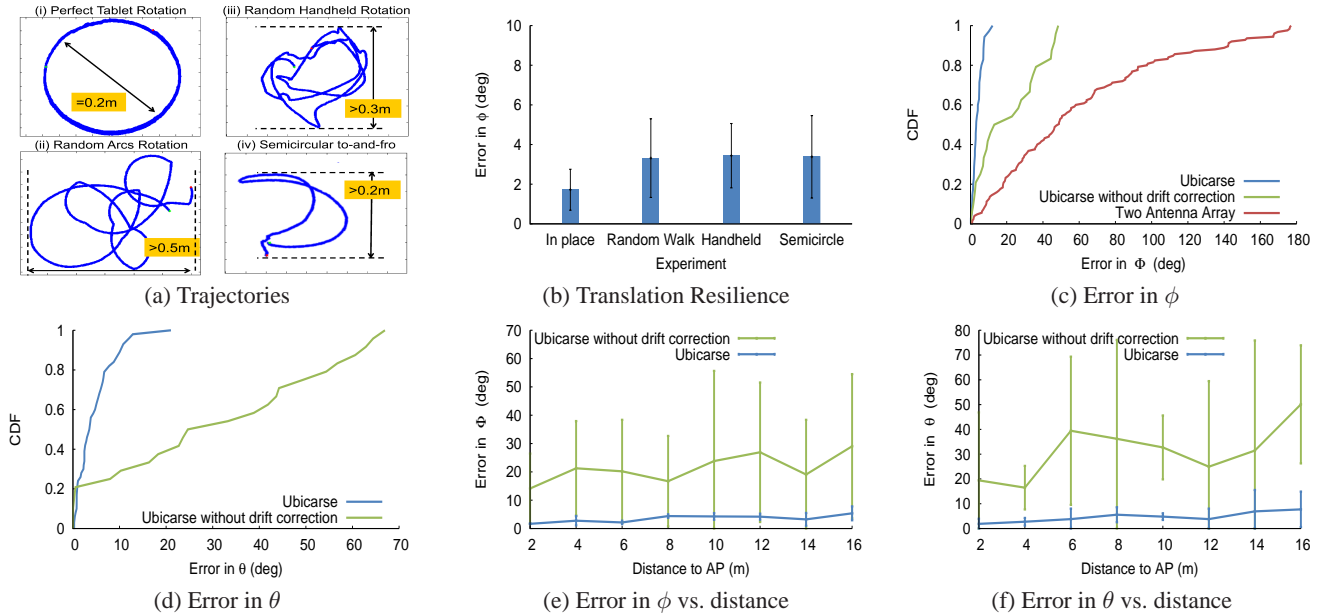 (i) Perfect Tablet Rotation
=0.2m
(iii) Random Handheld Rotation
>0.3m
(ii) Random Arcs Rotation
>0.5m
(iv) Semicircular to-and-fro
>0.2m
(a) Trajectories
Error in ϕ (deg)
10
8
6
4
2
0
In place Random Walk Handheld Semicircle
Experiment
(b) Translation Resilience
CDF
1
0.8
0.6
0.4
0.2
0
Ubicarse
Ubicarse without drift correction
Two Antenna Array
0 20 40 60 80 100 120 140 160 180
Error in Φ (deg)
(c) Error in ϕ
CDF
1
0.8
0.6
0.4
0.2
0
Ubicarse
Ubicarse without drift correction
0 10 20 30 40 50 60 70
Error in θ (deg)
(d) Error in θ
Error in Φ (deg)
70
60
50
40
30
20
10
0
Ubicarse without drift correction
Ubicarse
2 4 6 8 10 12 14 16
Distance to AP (m)
(e) Error in ϕ vs. distance
Error in θ (deg)
80
70
60
50
40
30
20
10
0
Ubicarse without drift correction
Ubicarse
2 4 6 8 10 12 14 16
Distance to AP (m)
(f) Error in θ vs. distance